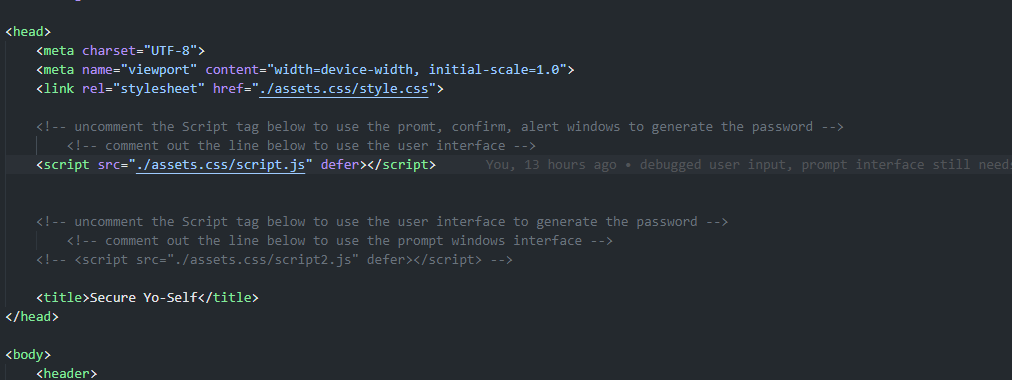 <head>
<meta charset="UTF-8">
<meta name="viewport" content="width=device-width, initial-scale=1.0">
<link rel="stylesheet" href="./assets.css/style.css">
<!-- uncomment the Script tag below to use the promt, confirm, alert windows to generate the password -->
<!-- comment out the line below to use the user interface -->
<script src="./assets.css/script.js" defer></script> You, 13 hours ago • debugged user input, prompt interface still needs
<!-- uncomment the Script tag below to use the user interface to generate the password -->
<!-- comment out the line below to use the prompt windows interface -->
<!-- <script src="./assets.css/script2.js" defer></script> -->
<title>Secure Yo-Self</title>
</head>
<body>
<header>